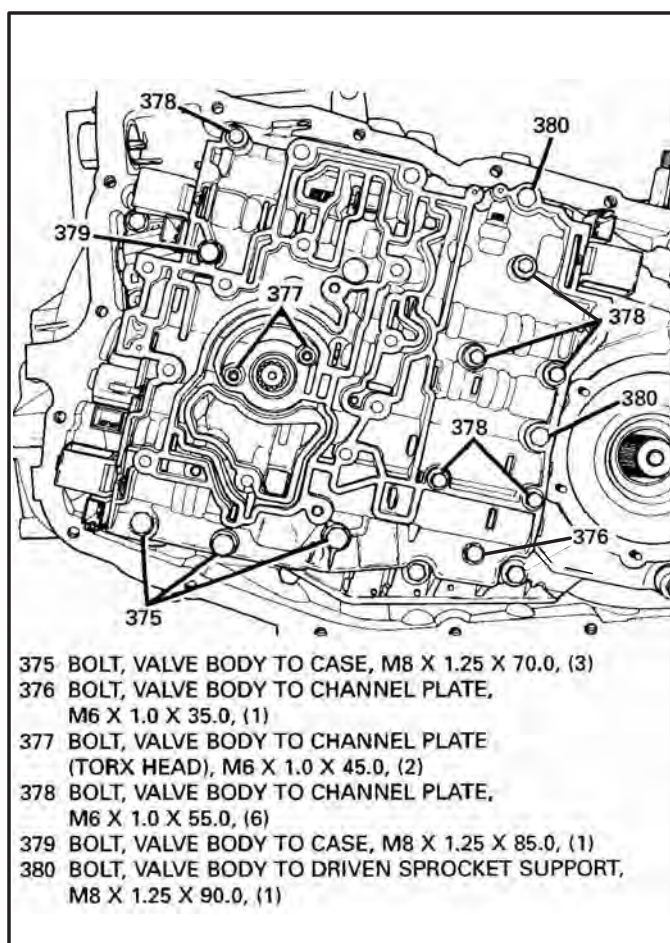 378
380
379
377
378
380
378
376
375
375 BOLT, VALVE BODY TO CASE, M8 X 1.25 X 70.0, (3)
376 BOLT, VALVE BODY TO CHANNEL PLATE,
M6 X 1.0 X 35.0, (1)
377 BOLT, VALVE BODY TO CHANNEL PLATE
(TORX HEAD), M6 X 1.0 X 45.0, (2)
378 BOLT, VALVE BODY TO CHANNEL PLATE,
M6 X 1.0 X 55.0, (6)
379 BOLT, VALVE BODY TO CASE, M8 X 1.25 X 85.0, (1)
380 BOLT, VALVE BODY TO DRIVEN SPROCKET SUPPORT,
M8 X 1.25 X 90.0, (1)